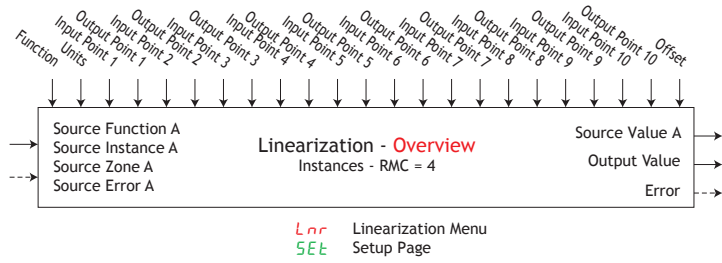 Function
Units
Input Point 1
Output Point 1
Input Point 2
Output Point 2
Input Point 3
Output Point 3
Input Point 4
Output Point 4
Input Point 5
Output Point 5
Input Point 6
Output Point 6
Input Point 7
Output Point 7
Input Point 8
Output Point 8
Input Point 9
Output Point 9
Input Point 10
Output Point 10
Offset
Source Function A
Source Instance A
Source Zone A
Source Error A
Linearization - Overview
Instances - RMC = 4
Source Value A
Output Value
Error
Lnr Linearization Menu
SEt Setup Page